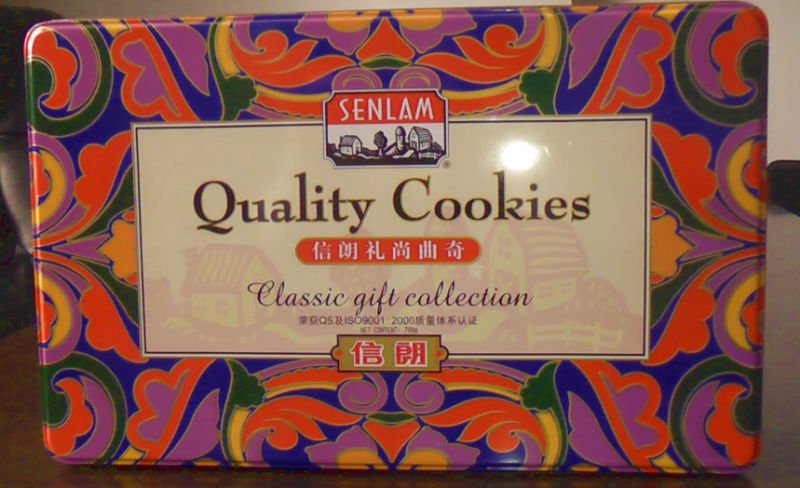 SENLAM
Quality Cookies
信朗礼尚曲奇
Classic gift collection
荣获QS及ISO9001:2000质量体系认证
NET CONTENT: 700g
信朗